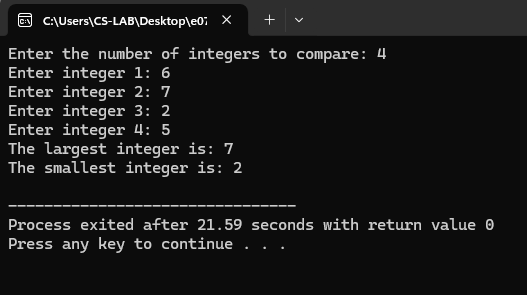 C:\Users\CS-LAB\Desktop\e07
Enter the number of integers to compare: 4
Enter integer 1: 6
Enter integer 2: 7
Enter integer 3: 2
Enter integer 4: 5
The largest integer is: 7
The smallest integer is: 2
--------------------------------
Process exited after 21.59 seconds with return value 0
Press any key to continue . . .